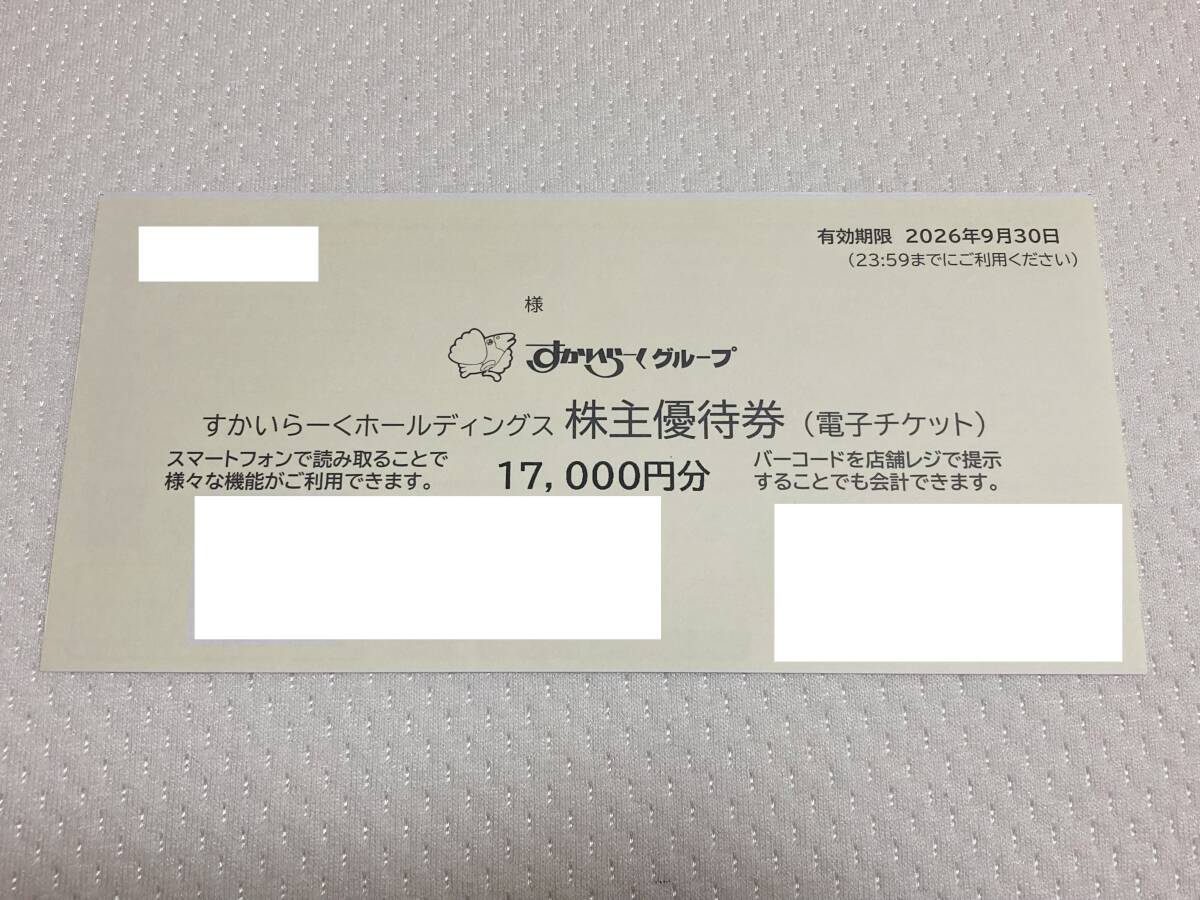 有効期限 2026年9月30日
（23:59までにご利用ください）
様
すかいらーくグループ
すかいらーくホールディングス 株主優待券（電子チケット）
スマートフォンで読み取ることで
様々な機能がご利用できます。
17,000円分
バーコードを店舗レジで提示
することでも会計できます。